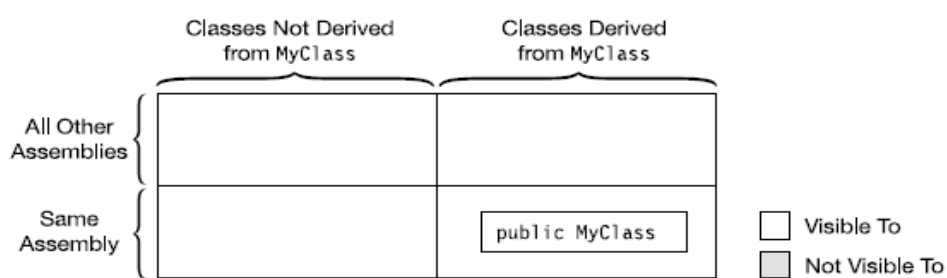 Classes Not Derived
from MyClass
Classes Derived
from MyClass
All Other
Assemblies
Same
Assembly
public MyClass
Visible To
Not Visible To